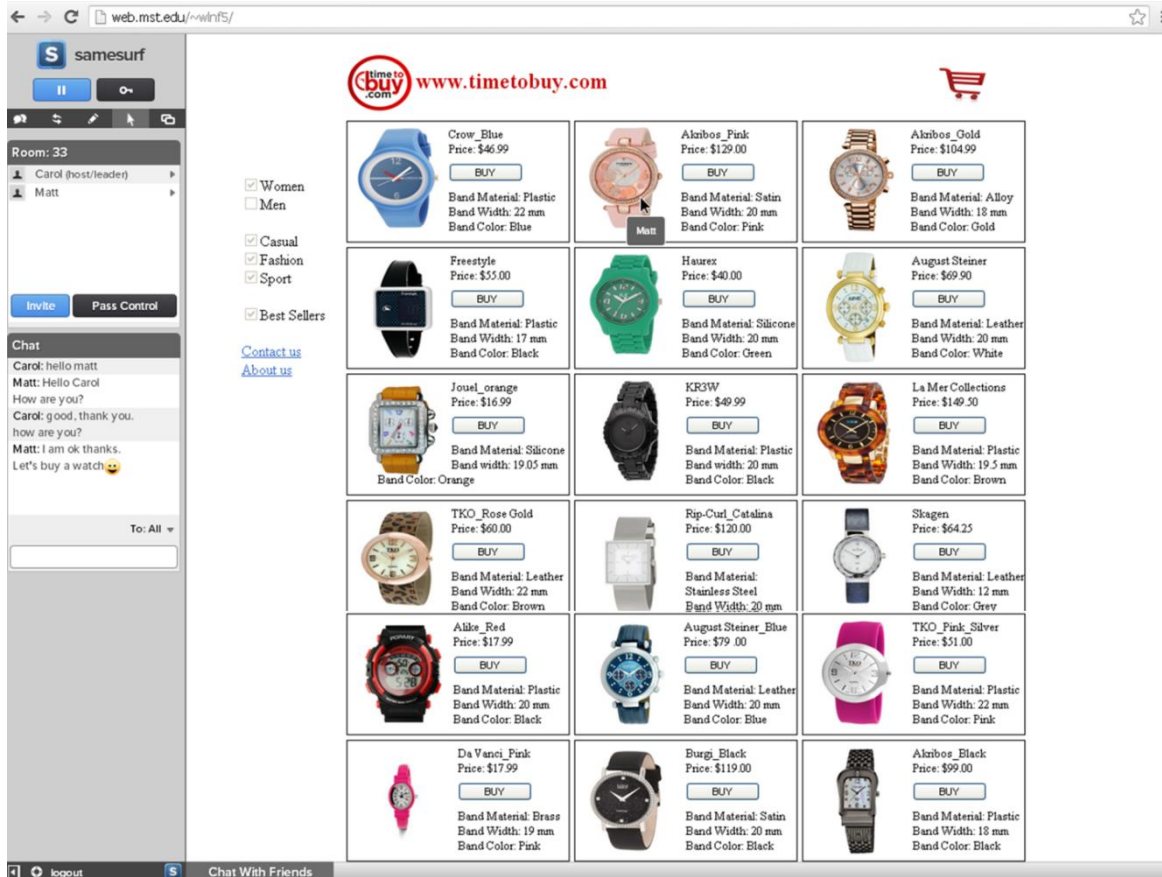 web.mst.edu/~wlnf5/
S samesurf
Room: 33
Carol (host/leader)
Matt
Invite
Pass Control
Chat
Carol: hello matt
Matt: Hello Carol
How are you?
Carol: good, thank you.
how are you?
Matt: I am ok thanks.
Let's buy a watch
To: All
logout
S
Chat With Friends
time to
buy
.com
www.timetobuy.com
Women
Men
Casual
Fashion
Sport
Best Sellers
Contact us
About us
Crow_Blue
Price: $46.99
BUY
Band Material: Plastic
Band Width: 22 mm
Band Color: Blue
Akribos_Pink
Price: $129.00
BUY
Band Material: Satin
Band Width: 20 mm
Band Color: Pink
Matt
Akribos_Gold
Price: $104.99
BUY
Band Material: Alloy
Band Width: 18 mm
Band Color: Gold
Freestyle
Price: $55.00
BUY
Band Material: Plastic
Band Width: 17 mm
Band Color: Black
Haurex
Price: $40.00
BUY
Band Material: Silicone
Band Width: 20 mm
Band Color: Green
August Steiner
Price: $69.90
BUY
Band Material: Leather
Band Width: 20 mm
Band Color: White
Jouel_orange
Price: $16.99
BUY
Band Material: Silicone
Band width: 19.05 mm
Band Color: Orange
KR3W
Price: $49.99
BUY
Band Material: Plastic
Band width: 20 mm
Band Color: Black
La Mer Collections
Price: $149.50
BUY
Band Material: Plastic
Band Width: 19.5 mm
Band Color: Brown
TKO_Rose Gold
Price: $60.00
BUY
Band Material: Leather
Band Width: 22 mm
Band Color: Brown
TKO
Rip-Curl_Catalina
Price: $120.00
BUY
Band Material:
Stainless Steel
Band Width: 20 mm
Skagen
Price: $64.25
BUY
Band Material: Leather
Band Width: 12 mm
Band Color: Grey
Alike_Red
Price: $17.99
BUY
Band Material: Plastic
Band Width: 20 mm
Band Color: Black
August Steiner_Blue
Price: $79 .00
BUY
Band Material: Leather
Band Width: 20 mm
Band Color: Blue
TKO_Pink_Silver
Price: $51.00
BUY
Band Material: Plastic
Band Width: 22 mm
Band Color: Pink
TKO
Da Vanci_Pink
Price: $17.99
BUY
Band Material: Brass
Band Width: 19 mm
Band Color: Pink
Burgi_Black
Price: $119.00
BUY
Band Material: Satin
Band Width: 20 mm
Band Color: Black
Akribos_Black
Price: $99.00
BUY
Band Material: Plastic
Band Width: 18 mm
Band Color: Black